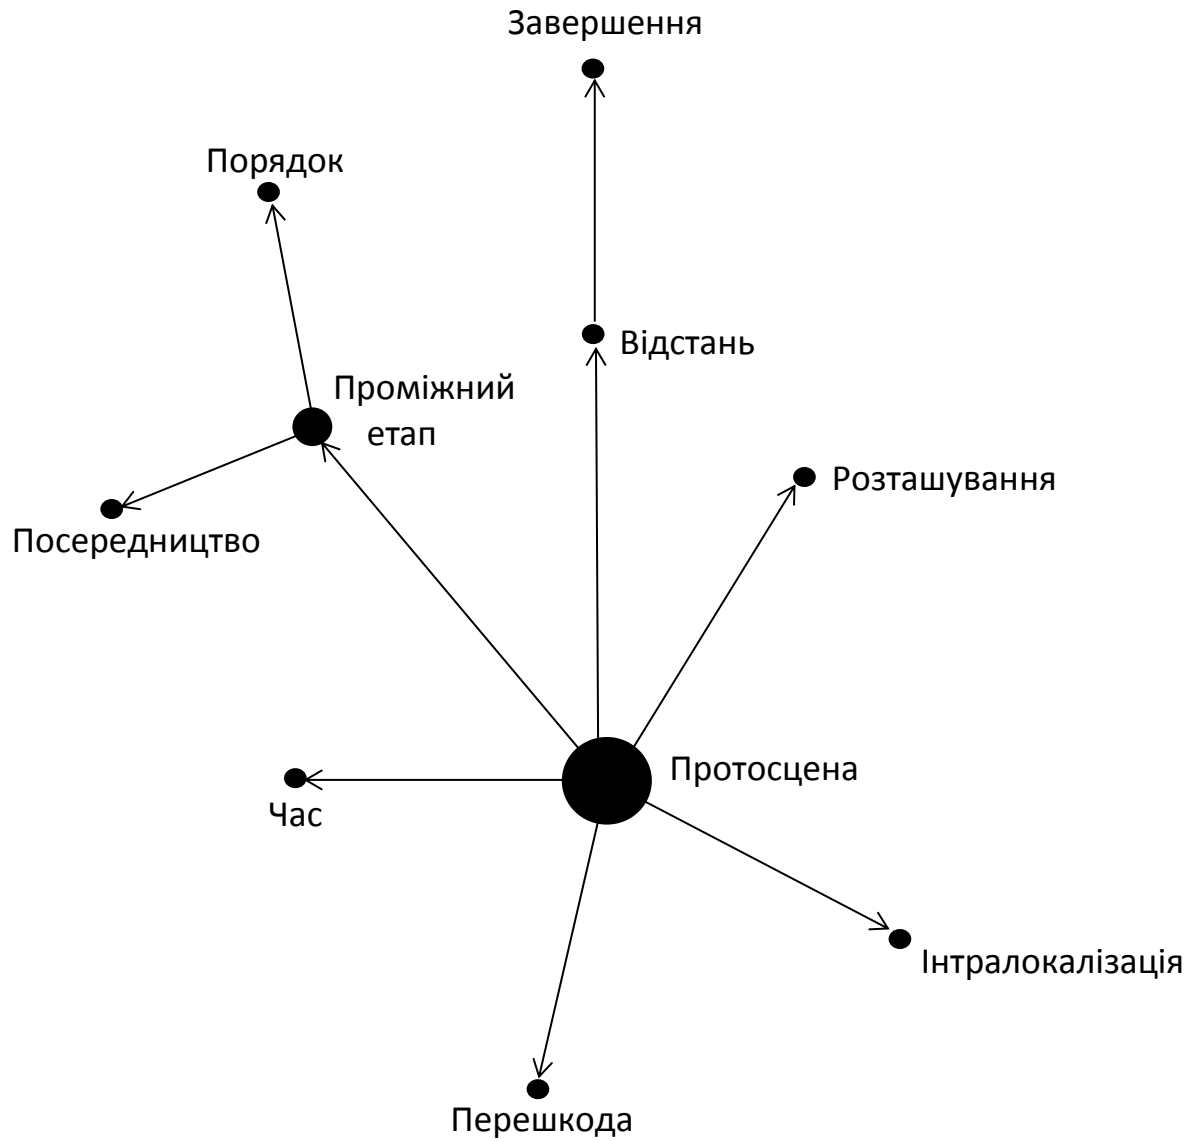 Завершення
Порядок
Відстань
Проміжний
етап
Розташування
Посередництво
Протосцена
Час
Інтралокалізація
Перешкода